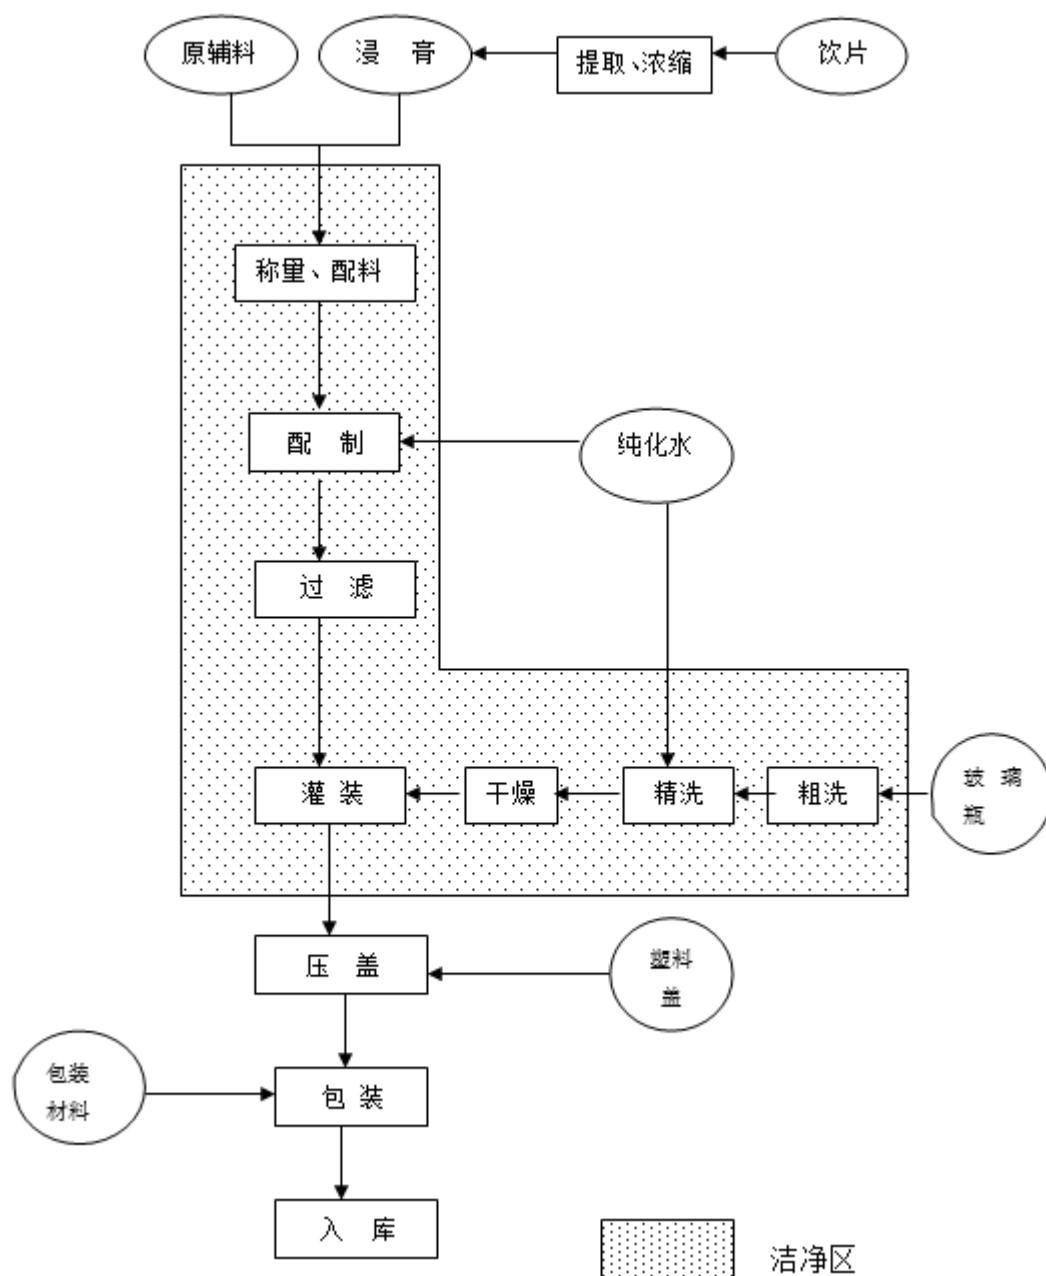 原辅料
浸 膏
提取、浓缩
饮片
称量、配料
配 制
纯化水
过 滤
灌 装
干燥
精洗
粗洗
玻 璃
瓶
压 盖
塑料
盖
包装
材料
包 装
入 库
洁净区